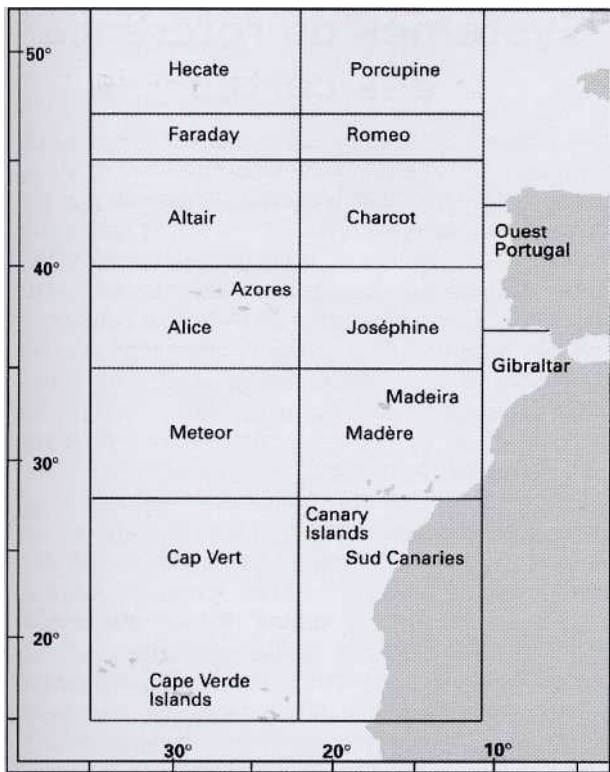 50°
Hecate
Porcupine
Faraday
Romeo
Altair
Charcot
Ouest
Portugal
40°
Azores
Alice
Joséphine
Gibraltar
Madeira
Meteor
Madère
30°
Canary
Islands
Cap Vert
Sud Canaries
20°
Cape Verde
Islands
30°
20°
10°